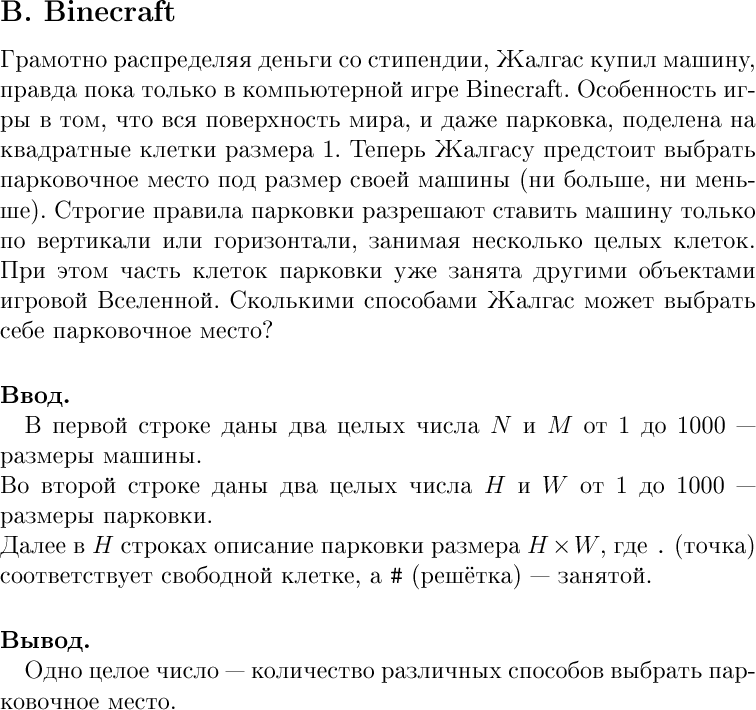 B. Binecraft
Грамотно распределяя деньги со стипендии, Жалгас купил машину,
правда пока только в компьютерной игре Binecraft. Особенность иг-
ры в том, что вся поверхность мира, и даже парковка, поделена на
квадратные клетки размера 1. Теперь Жалгасу предстоит выбрать
парковочное место под размер своей машины (ни больше, ни мень-
ше). Строгие правила парковки разрешают ставить машину только
по вертикали или горизонтали, занимая несколько целых клеток.
При этом часть клеток парковки уже занята другими объектами
игровой Вселенной. Сколькими способами Жалгас может выбрать
себе парковочное место?
Ввод.
В первой строке даны два целых числа N и M от 1 до 1000 —
размеры машины.
Во второй строке даны два целых числа H и W от 1 до 1000 —
размеры парковки.
Далее в H строках описание парковки размера H × W, где . (точка)
соответствует свободной клетке, а # (решётка) — занятой.
Вывод.
Одно целое число — количество различных способов выбрать пар-
ковочное место.